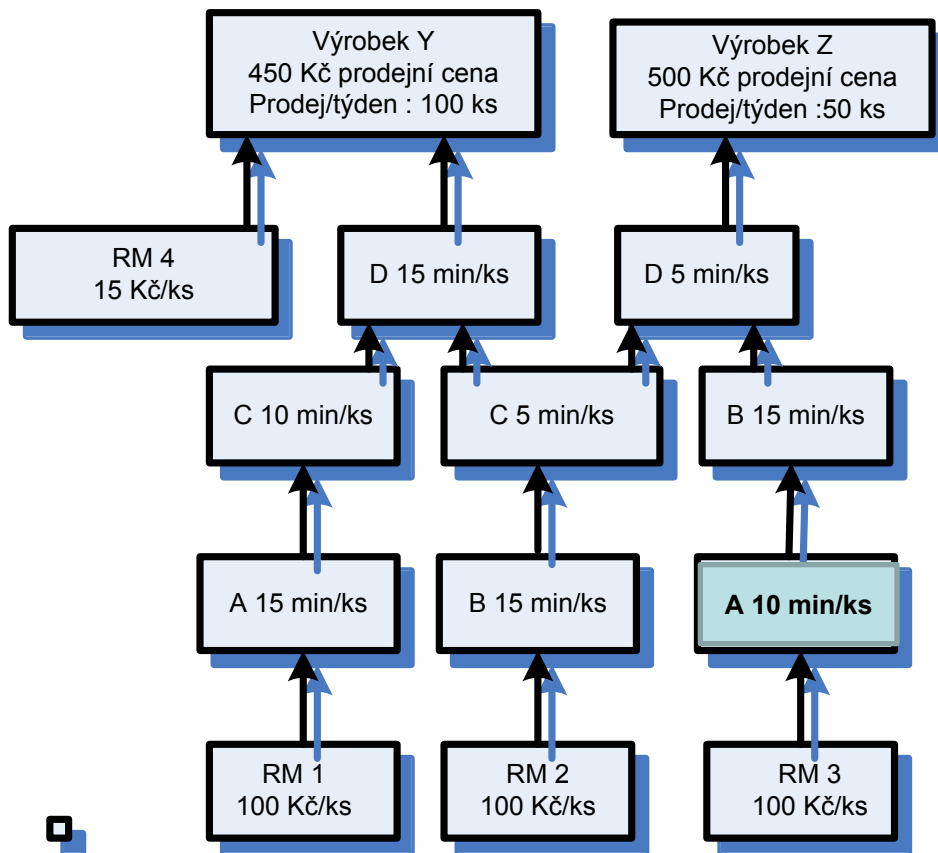 Výrobek Y
450 Kč prodejní cena
Prodej/týden : 100 ks
Výrobek Z
500 Kč prodejní cena
Prodej/týden :50 ks
RM 4
15 Kč/ks
D 15 min/ks
D 5 min/ks
C 10 min/ks
C 5 min/ks
B 15 min/ks
A 15 min/ks
B 15 min/ks
A 10 min/ks
RM 1
100 Kč/ks
RM 2
100 Kč/ks
RM 3
100 Kč/ks